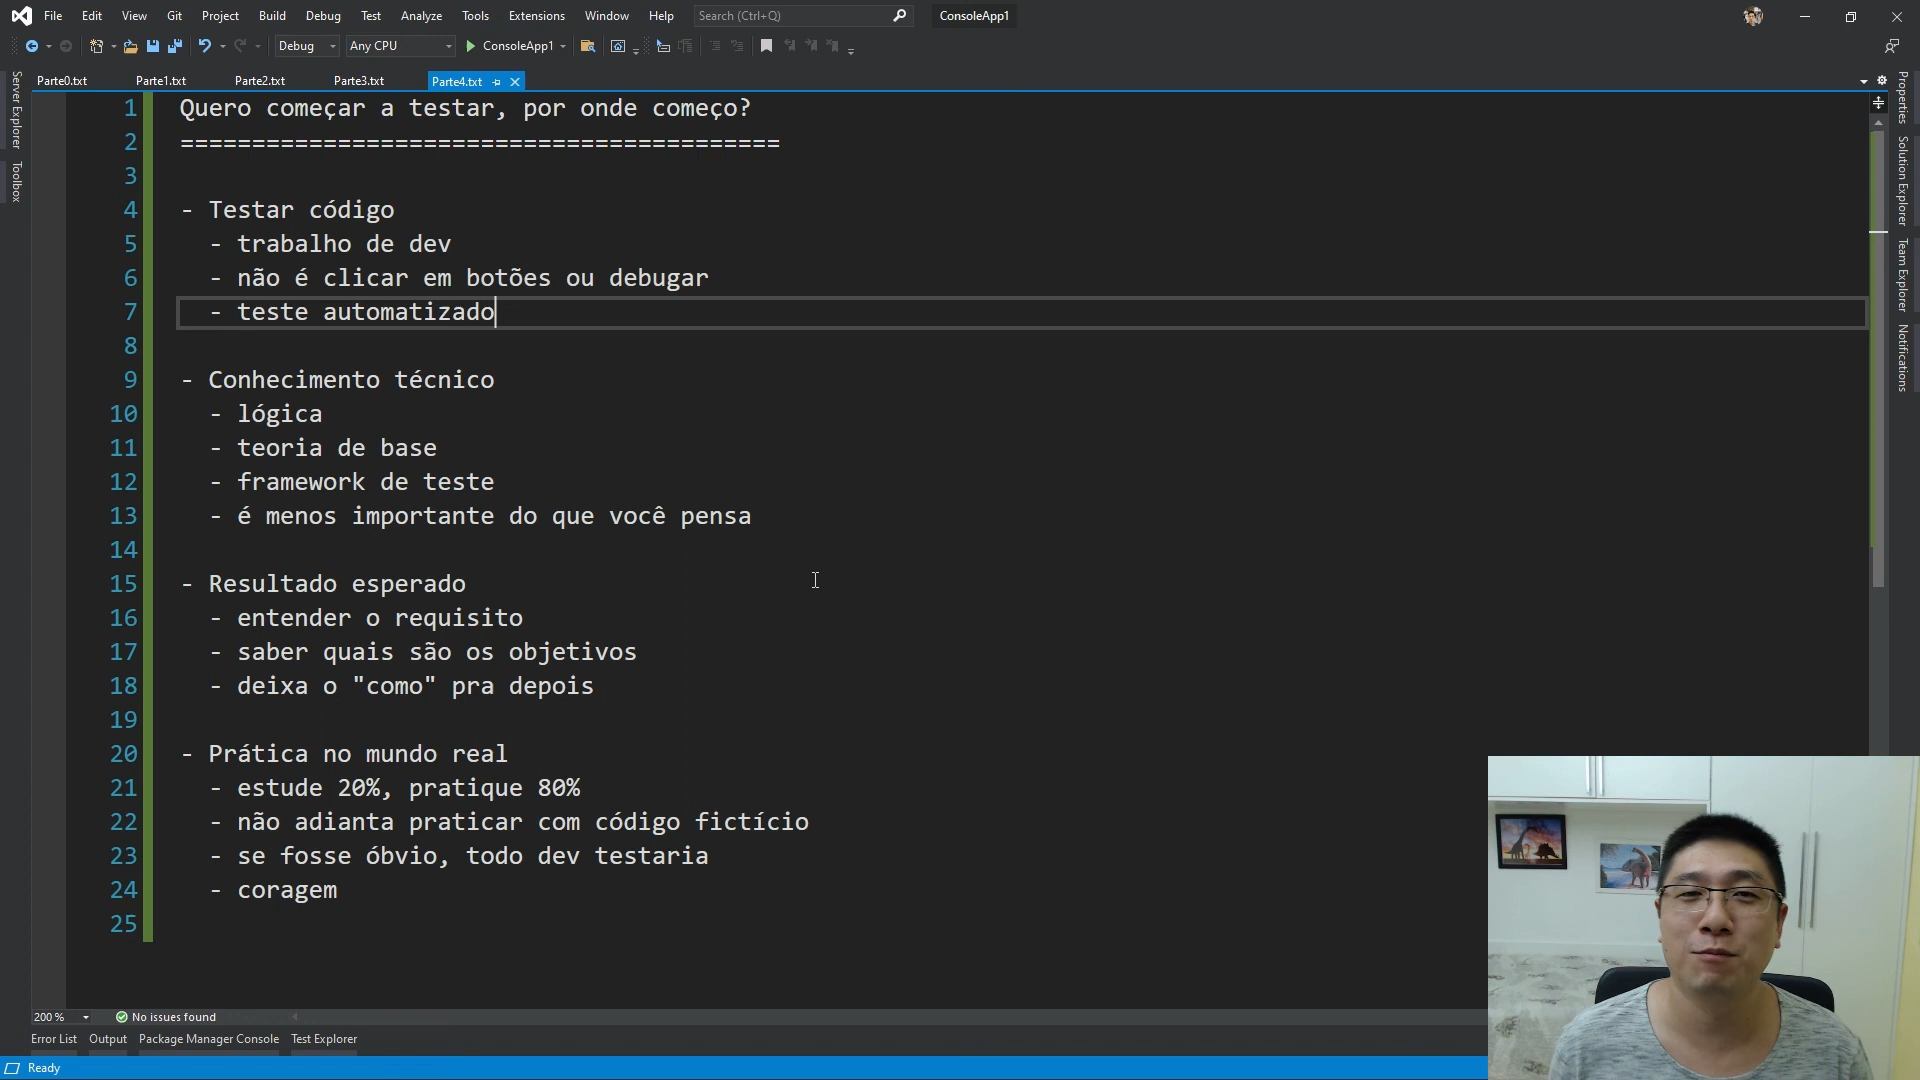 File Edit View Git Project Build Debug Test Analyze Tools Extensions Window Help Search (Ctrl+Q) ConsoleApp1
Debug Any CPU ConsoleApp1
Parte0.txt Parte1.txt Parte2.txt Parte3.txt Parte4.txt
Server Explorer
Toolbox
Properties
Solution Explorer
Team Explorer
Notifications
1 Quero começar a testar, por onde começo?
2 ==========================================
3
4 - Testar código
5 - trabalho de dev
6 - não é clicar em botões ou debugar
7 - teste automatizado
8
9 - Conhecimento técnico
10 - lógica
11 - teoria de base
12 - framework de teste
13 - é menos importante do que você pensa
14
15 - Resultado esperado
16 - entender o requisito
17 - saber quais são os objetivos
18 - deixa o "como" pra depois
19
20 - Prática no mundo real
21 - estude 20%, pratique 80%
22 - não adianta praticar com código fictício
23 - se fosse óbvio, todo dev testaria
24 - coragem
25
200 % No issues found
Error List Output Package Manager Console Test Explorer
Ready